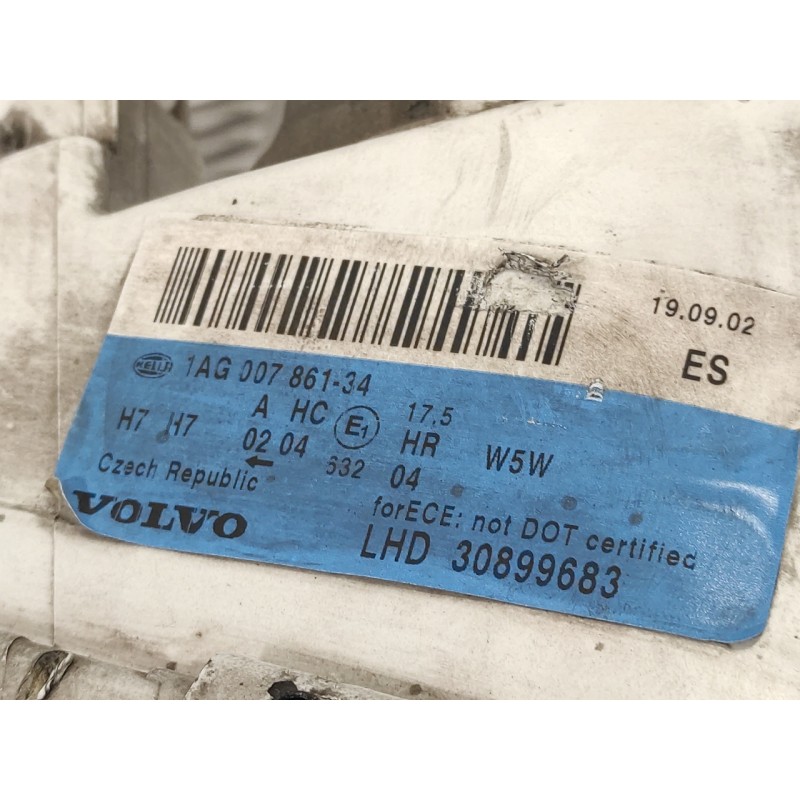 19.09.02
ES
HELLA 1AG 007 861-34
H7 H7 A HC E1 17,5
02 04 HR W5W
← 632 04
Czech Republic
VOLVO
forECE: not DOT certified
LHD 30899683